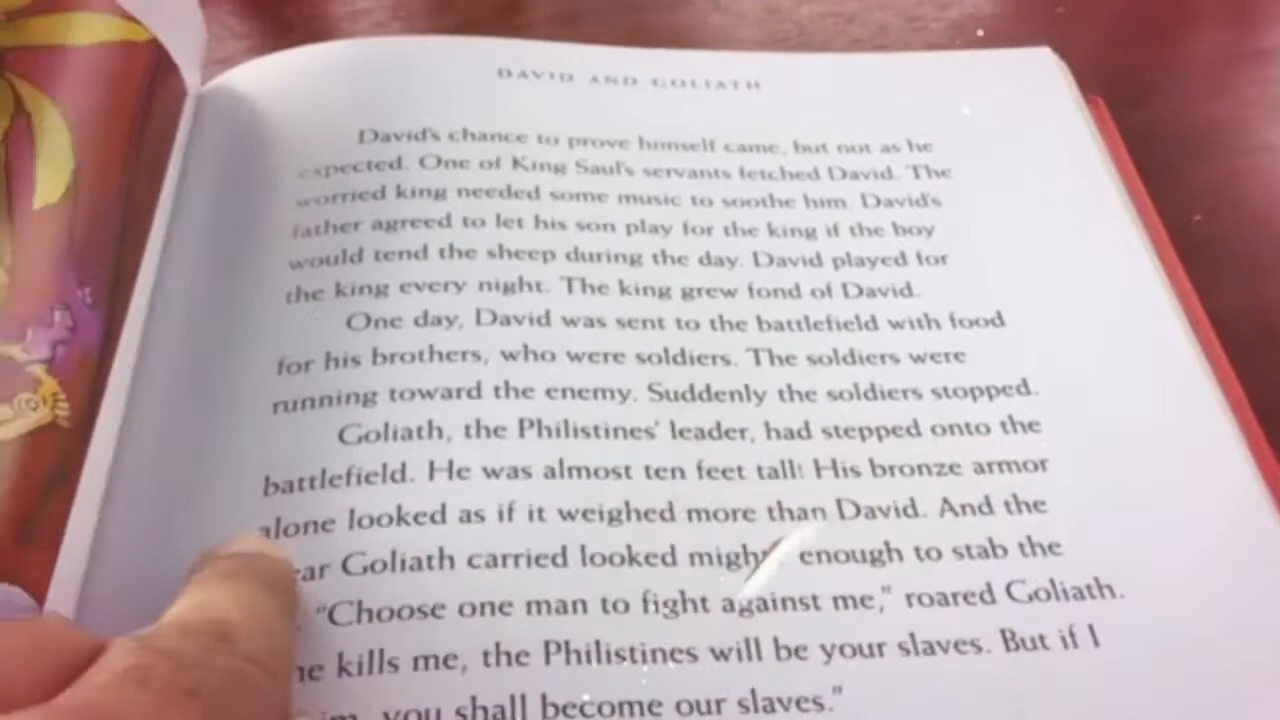 DAVID AND GOLIATH
David's chance to prove himself came, but not as he
expected. One of King Saul's servants fetched David. The
worried king needed some music to soothe him. David's
father agreed to let his son play for the king if the boy
would tend the sheep during the day. David played for
the king every night. The king grew fond of David.
One day, David was sent to the battlefield with food
for his brothers, who were soldiers. The soldiers were
running toward the enemy. Suddenly the soldiers stopped.
Goliath, the Philistines' leader, had stepped onto the
battlefield. He was almost ten feet tall! His bronze armor
alone looked as if it weighed more than David. And the
Goliath carried looked enough to stab the
"Choose one man to fight against me," roared Goliath.
kills me, the Philistines will be your slaves. But if I
you shall become our slaves."